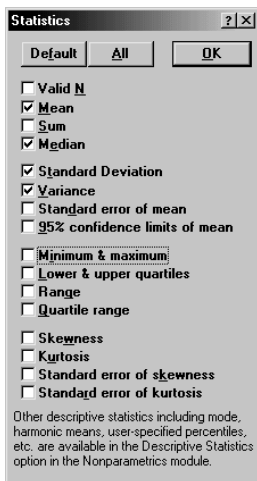 Statistics ? ×
Default All OK
Valid N
Mean
Sum
Median
Standard Deviation
Variance
Standard error of mean
95% confidence limits of mean
Minimum & maximum
Lower & upper quartiles
Range
Quartile range
Skewness
Kurtosis
Standard error of skewness
Standard error of kurtosis
Other descriptive statistics including mode,
harmonic means, user-specified percentiles,
etc. are available in the Descriptive Statistics
option in the Nonparametrics module.